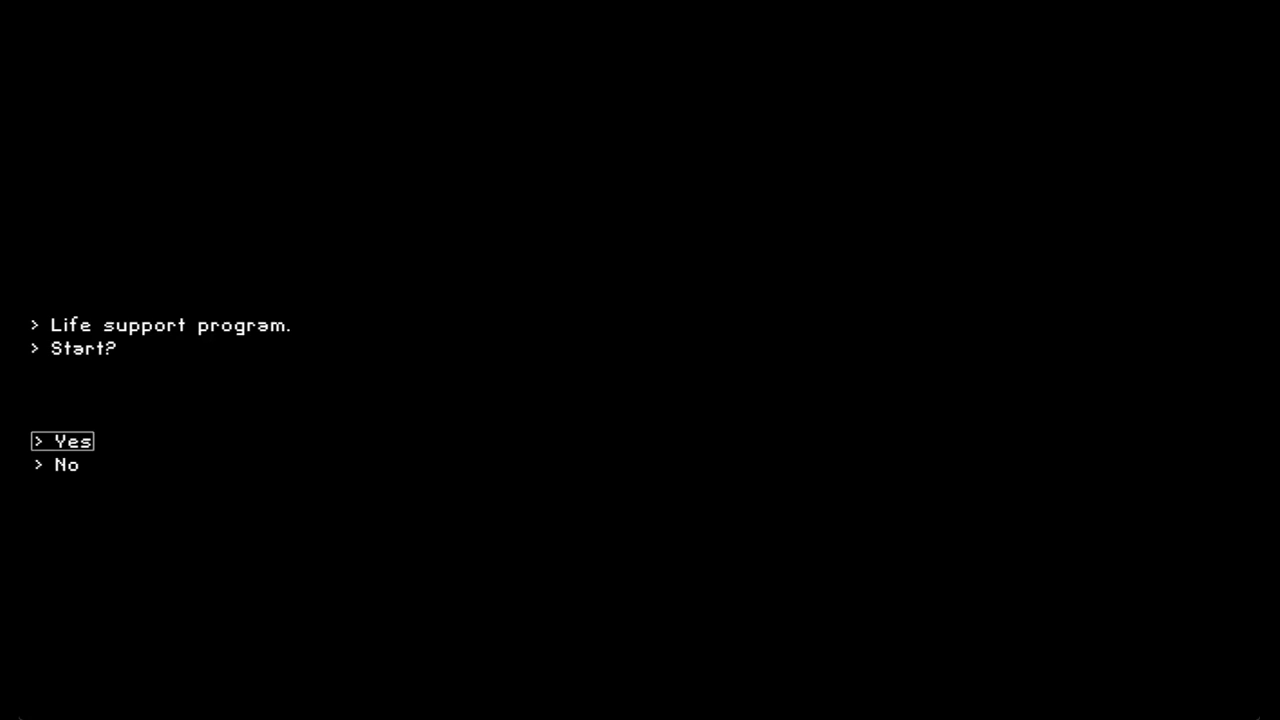 > Life support program.
> Start?
> Yes
> No